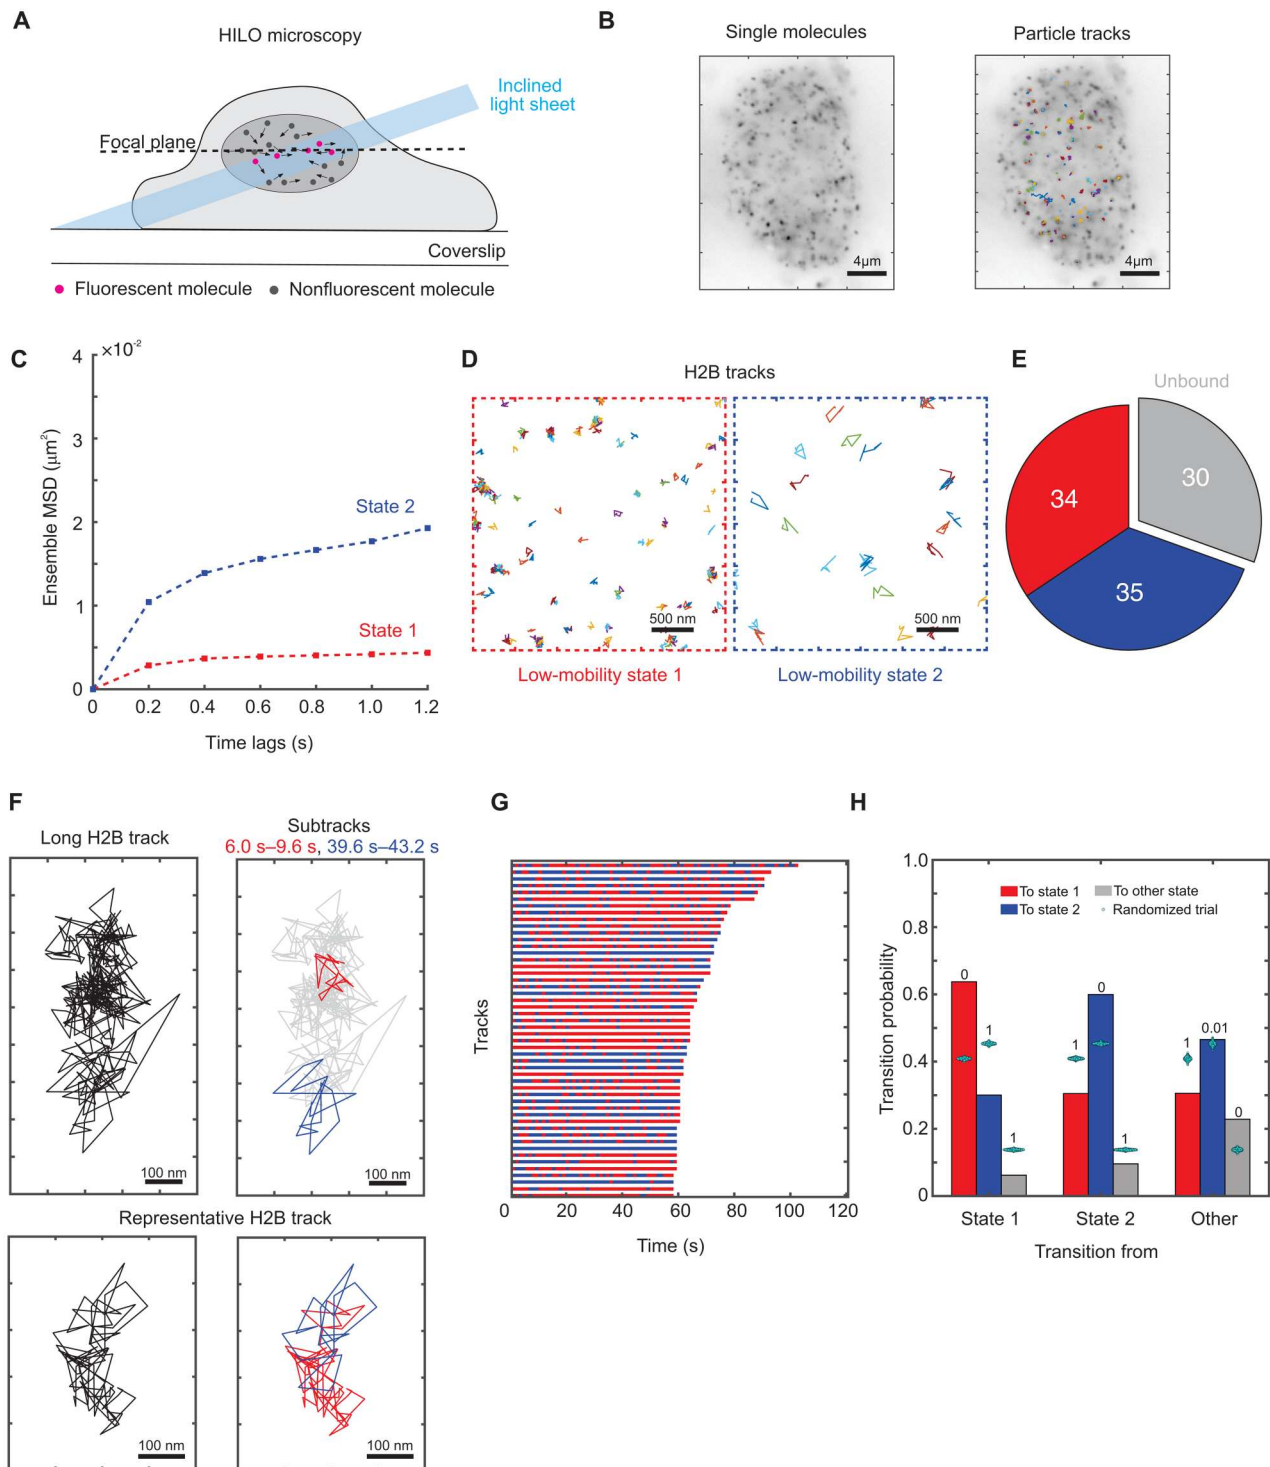 A
HILO microscopy
Inclined
light sheet
Focal plane
Coverslip
Fluorescent molecule
Nonfluorescent molecule
B
Single molecules
Particle tracks
4μm
4μm
C
×10⁻²
4
3
2
1
0
Ensemble MSD (μm²)
State 2
State 1
0 0.2 0.4 0.6 0.8 1.0 1.2
Time lags (s)
D
H2B tracks
500 nm
500 nm
Low-mobility state 1
Low-mobility state 2
E
Unbound
30
34
35
F
Long H2B track
Subtracks
6.0 s–9.6 s, 39.6 s–43.2 s
100 nm
100 nm
Representative H2B track
100 nm
100 nm
G
Tracks
0 20 40 60 80 100 120
Time (s)
H
1.0
0.8
0.6
0.4
0.2
0
Transition probability
To state 1
To other state
To state 2
Randomized trial
0
1
1
1
0
1
1
0.01
0
State 1
State 2
Other
Transition from